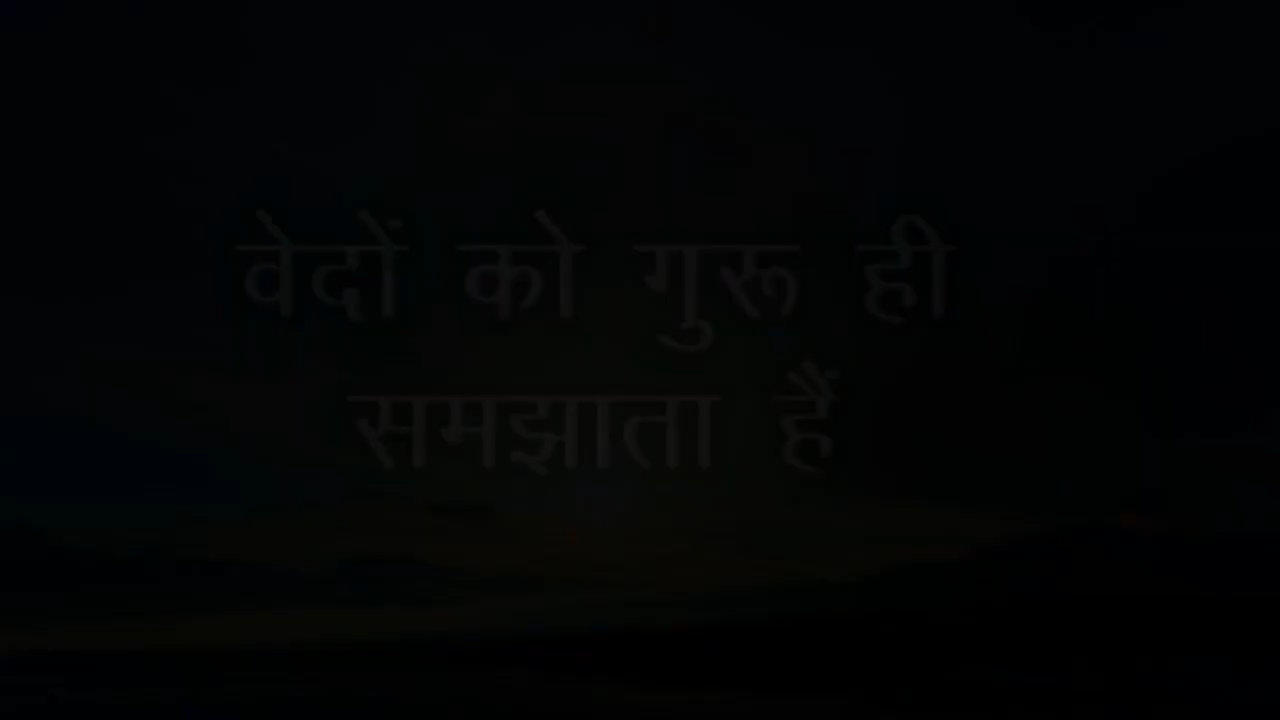 वेदों को गुरू ही
समझाता हैं